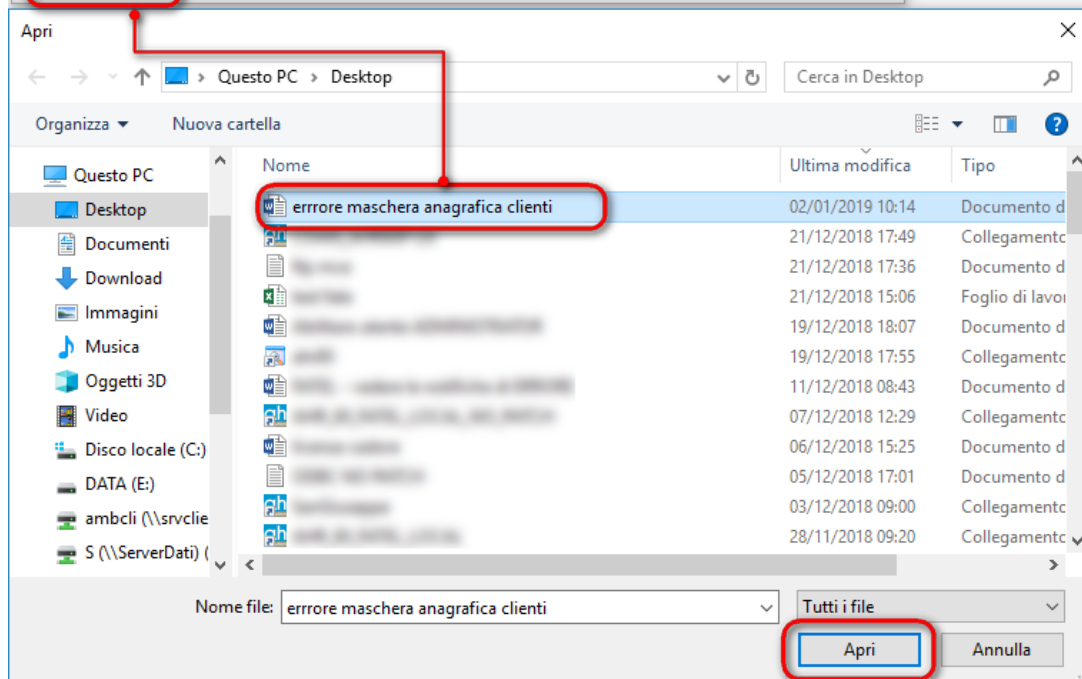 Apri
Questo PC > Desktop
Cerca in Desktop
Organizza
Nuova cartella
?
Nome
Ultima modifica
Tipo
Questo PC
Desktop
Documenti
Download
Immagini
Musica
Oggetti 3D
Video
Disco locale (C:)
DATA (E:)
ambcli (\\srvclie
S (\\ServerDati) (
errrore maschera anagrafica clienti 02/01/2019 10:14 Documento d
21/12/2018 17:49 Collegamento
21/12/2018 17:36 Documento d
21/12/2018 15:06 Foglio di lavor
19/12/2018 18:07 Documento d
19/12/2018 17:55 Collegamento
11/12/2018 08:43 Documento d
07/12/2018 12:29 Collegamento
06/12/2018 15:25 Documento d
05/12/2018 17:01 Documento d
03/12/2018 09:00 Collegamento
28/11/2018 09:20 Collegamento
Nome file: errrore maschera anagrafica clienti
Tutti i file
Apri
Annulla